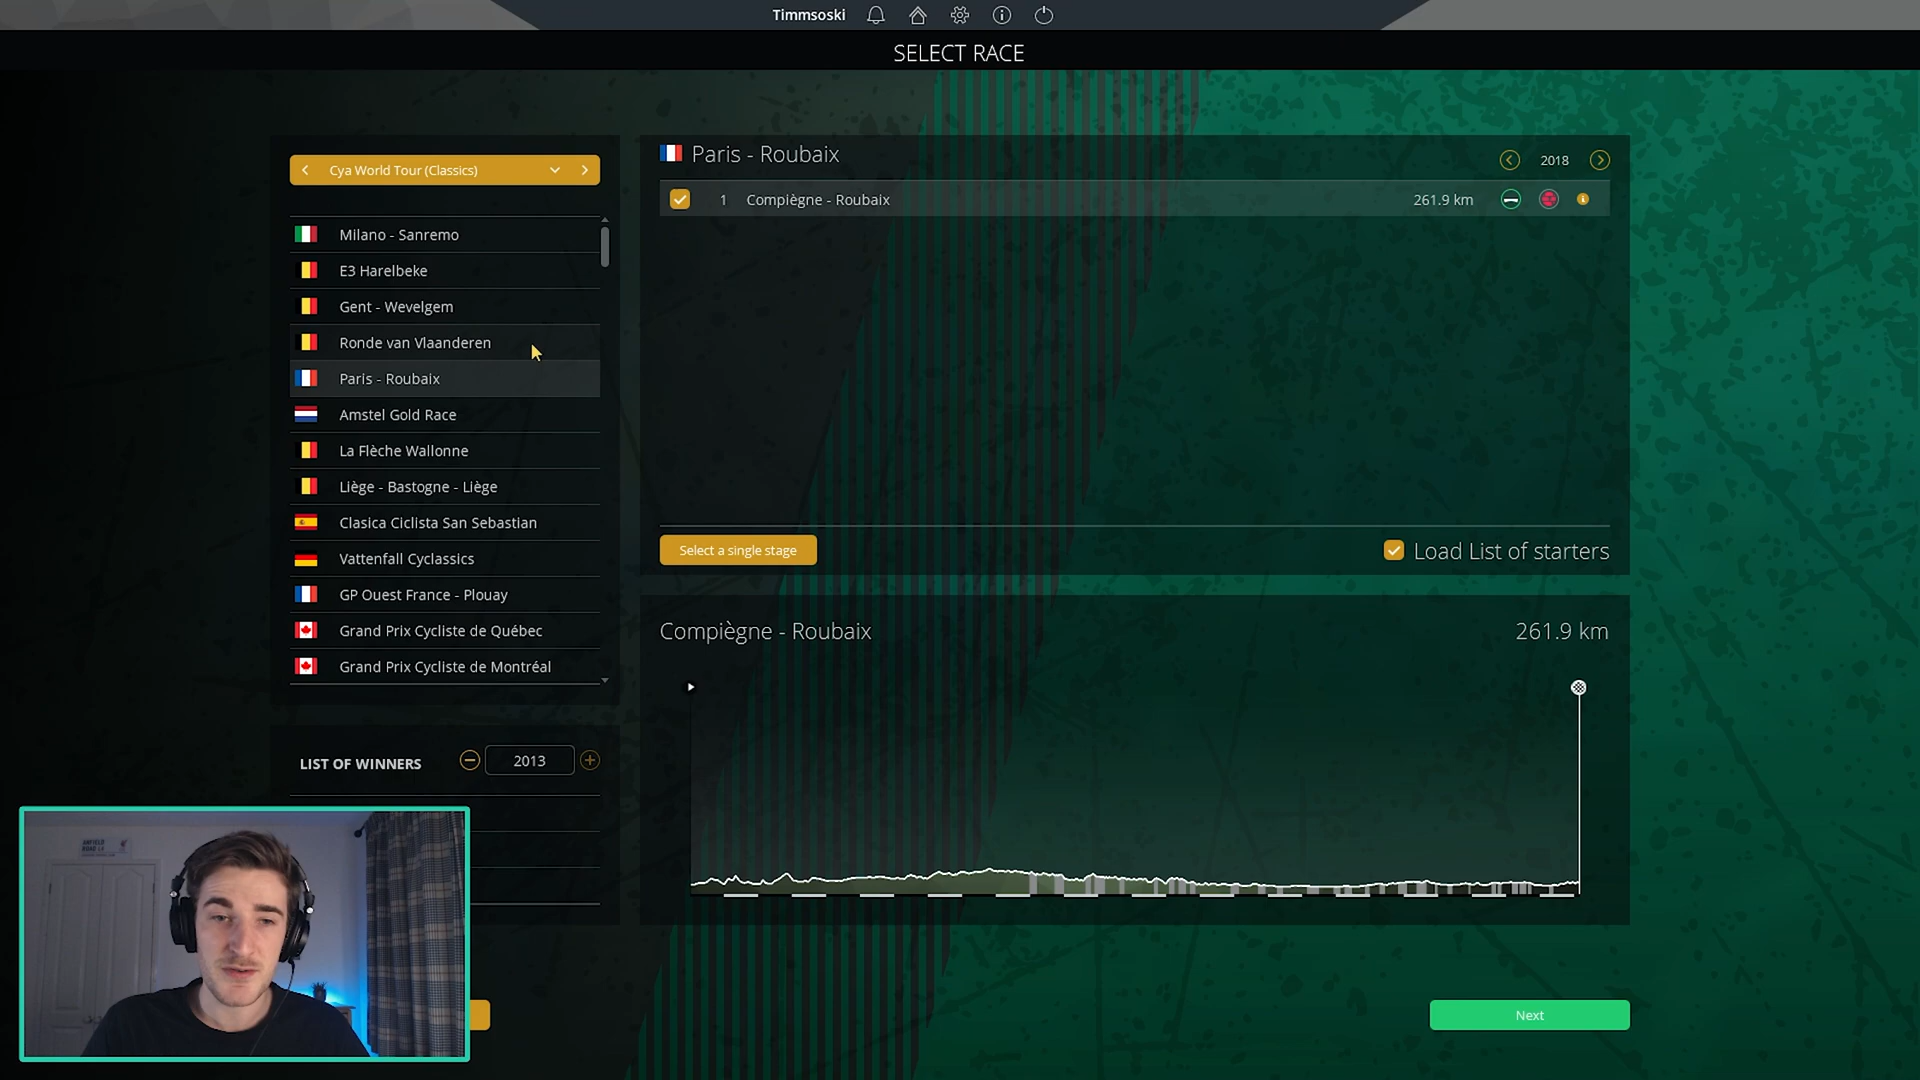 Timmsoski
SELECT RACE
Cya World Tour (Classics)
Milano - Sanremo
E3 Harelbeke
Gent - Wevelgem
Ronde van Vlaanderen
Paris - Roubaix
Amstel Gold Race
La Flèche Wallonne
Liège - Bastogne - Liège
Clasica Ciclista San Sebastian
Vattenfall Cyclassics
GP Ouest France - Plouay
Grand Prix Cycliste de Québec
Grand Prix Cycliste de Montréal
LIST OF WINNERS
2013
Paris - Roubaix
2018
1 Compiègne - Roubaix 261.9 km
Select a single stage
Load List of starters
Compiègne - Roubaix
261.9 km
ANFIELD
ROAD L4
Next